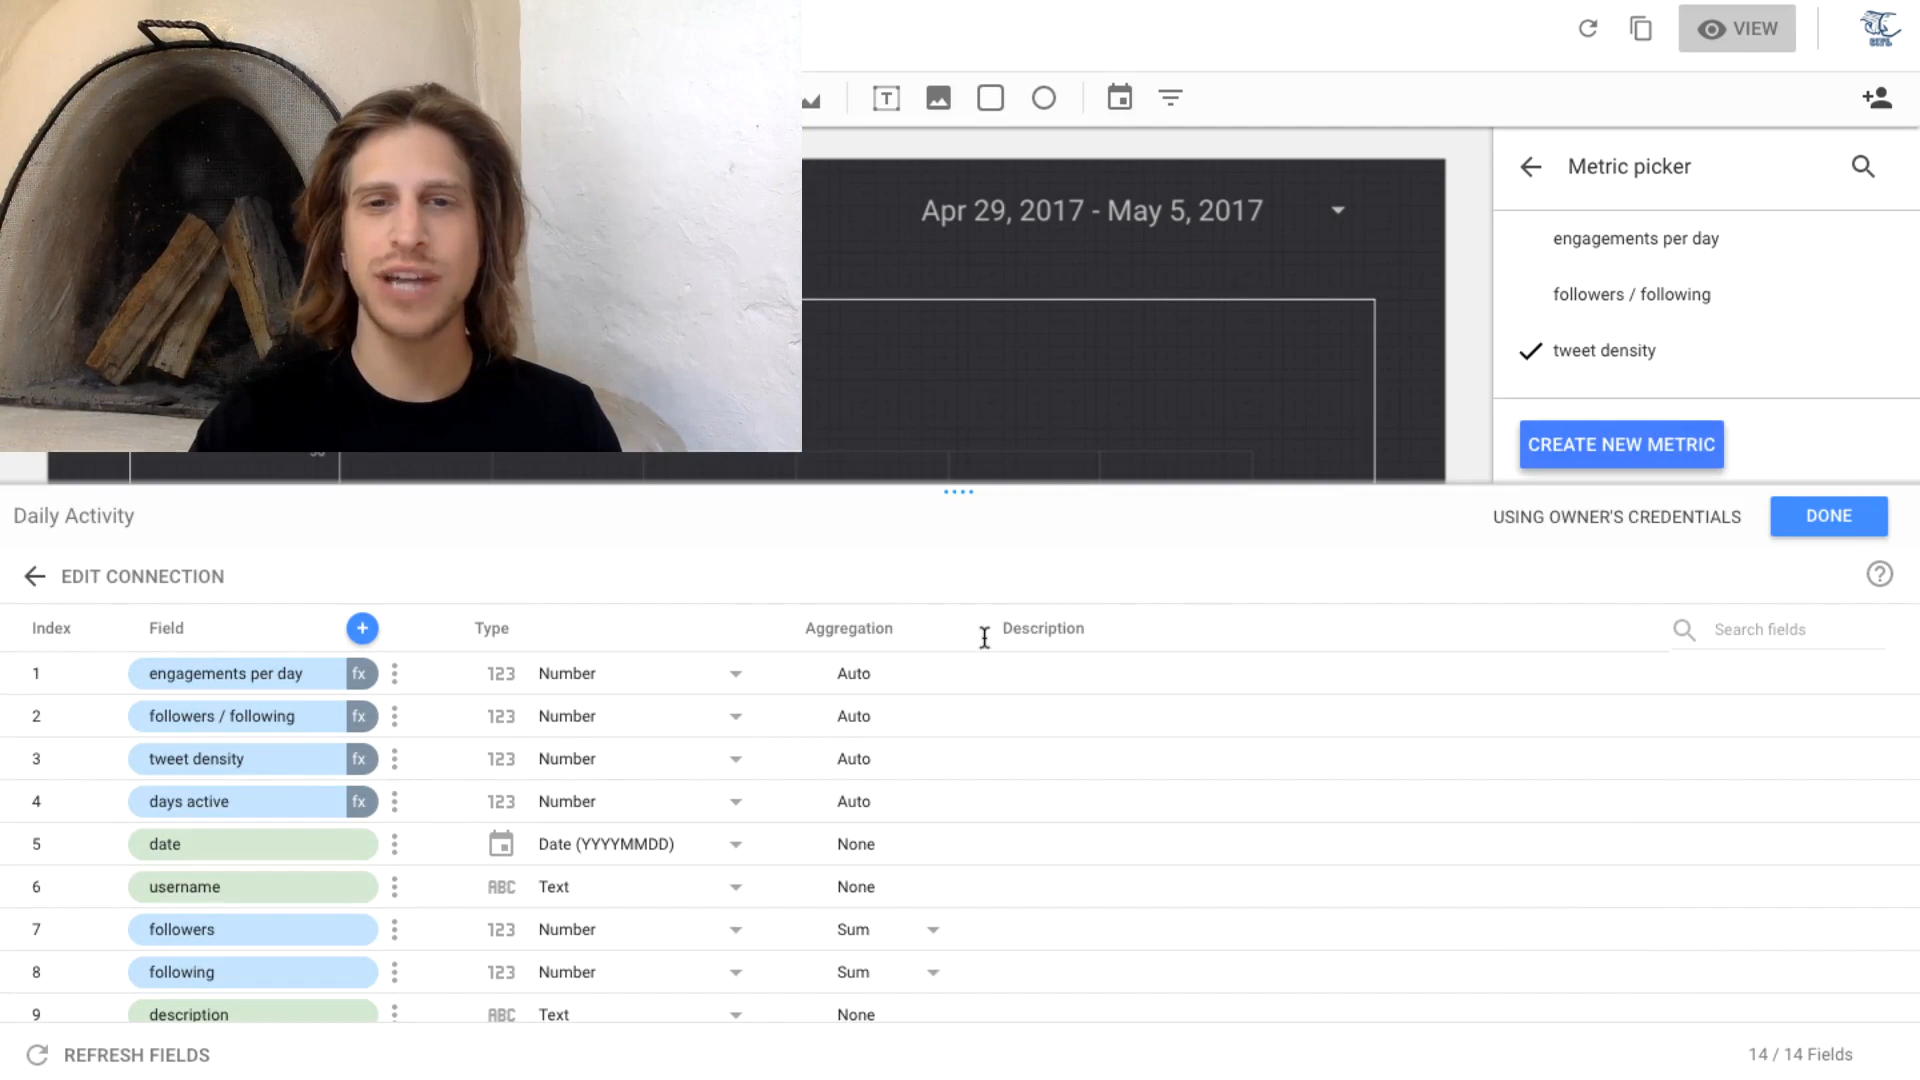 VIEW
T
Apr 29, 2017 - May 5, 2017
Metric picker
engagements per day
followers / following
tweet density
CREATE NEW METRIC
Daily Activity
USING OWNER'S CREDENTIALS
DONE
EDIT CONNECTION
?
Index Field + Type Aggregation Description Search fields
1 engagements per day fx 123 Number Auto
2 followers / following fx 123 Number Auto
3 tweet density fx 123 Number Auto
4 days active fx 123 Number Auto
5 date Date (YYYYMMDD) None
6 username ABC Text None
7 followers 123 Number Sum
8 following 123 Number Sum
9 description ABC Text None
REFRESH FIELDS
14 / 14 Fields